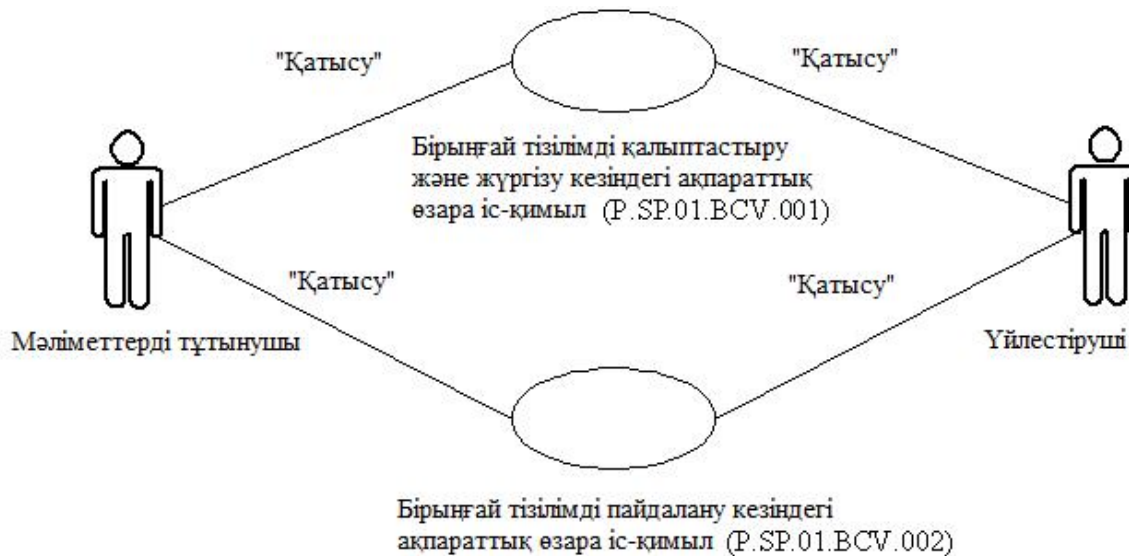 "Қатысу"
"Қатысу"
Бірыңғай тізілімді қалыптастыру
және жүргізу кезіндегі ақпараттық
өзара іс-қимыл (P.SP.01.BCV.001)
"Қатысу"
"Қатысу"
Мәліметтерді тұтынушы
Үйлестіруші
Бірыңғай тізілімді пайдалану кезіндегі
ақпараттық өзара іс-қимыл (P.SP.01.BCV.002)